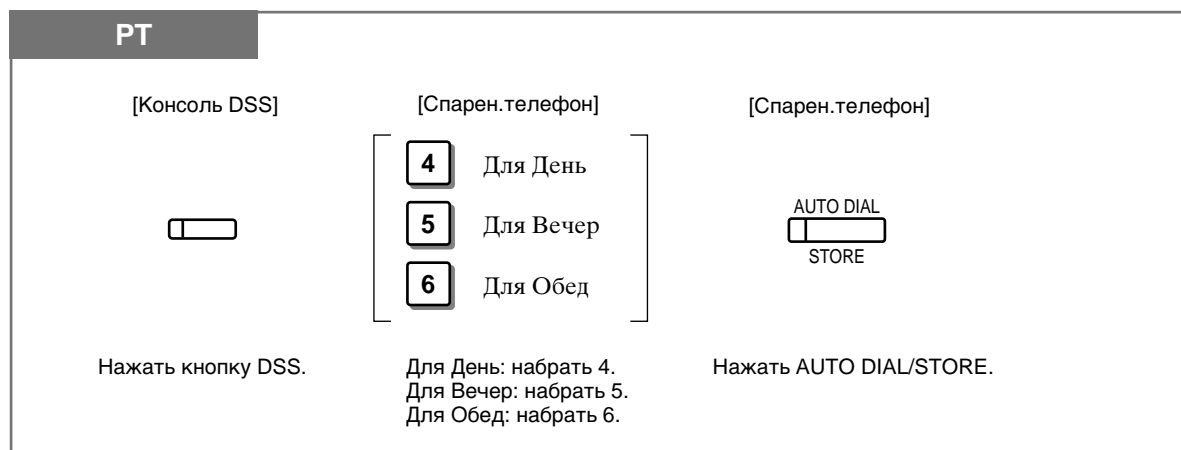 РТ
[Консоль DSS]
[Спарен.телефон]
[Спарен.телефон]
4 Для День
5 Для Вечер
6 Для Обед
AUTO DIAL
STORE
Нажать кнопку DSS.
Для День: набрать 4.
Для Вечер: набрать 5.
Для Обед: набрать 6.
Нажать AUTO DIAL/STORE.